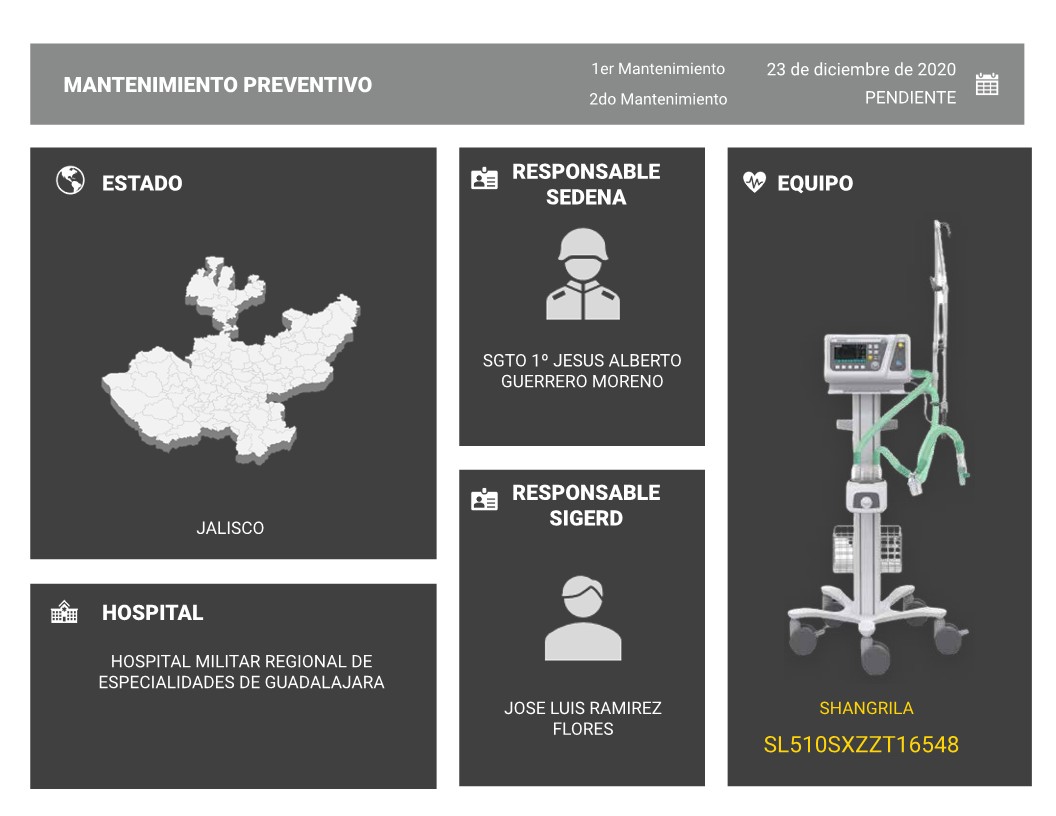 MANTENIMIENTO PREVENTIVO
1er Mantenimiento
23 de diciembre de 2020
2do Mantenimiento
PENDIENTE
ESTADO
JALISCO
HOSPITAL
HOSPITAL MILITAR REGIONAL DE
ESPECIALIDADES DE GUADALAJARA
RESPONSABLE
SEDENA
SGTO 1º JESUS ALBERTO
GUERRERO MORENO
RESPONSABLE
SIGERD
JOSE LUIS RAMIREZ
FLORES
EQUIPO
SHANGRILA
SL510SXZZT16548